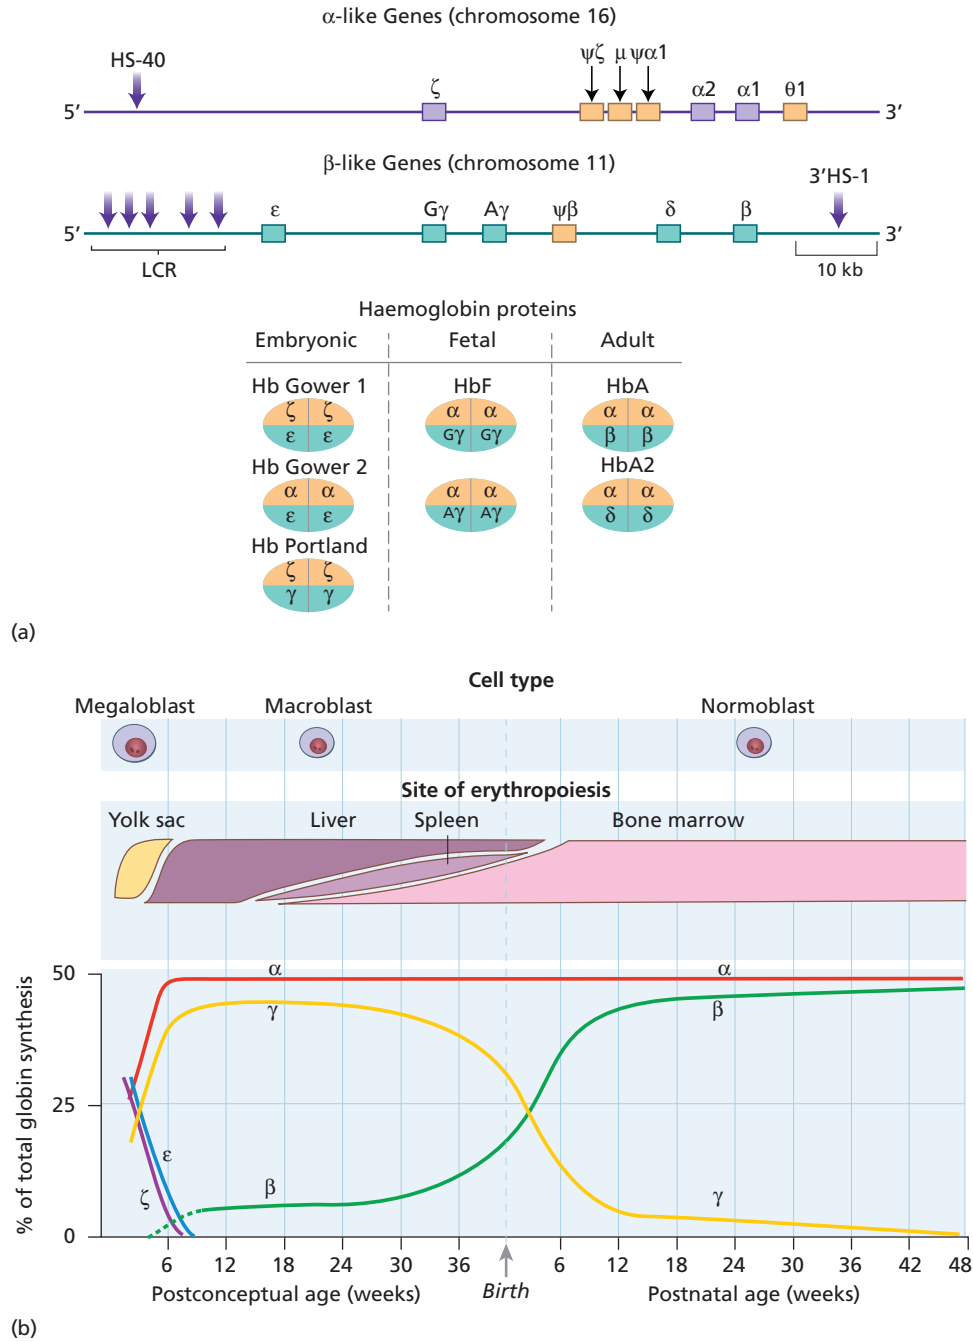 α-like Genes (chromosome 16)
HS-40
ζ
ψζ μ ψα1
α2 α1 θ1
5′ 3′
β-like Genes (chromosome 11)
3′HS-1
ε Gγ Aγ ψβ δ β
5′ 3′
LCR
10 kb
Haemoglobin proteins
Embryonic Fetal Adult
Hb Gower 1 HbF HbA
ζ ζ α α α α
ε ε Gγ Gγ β β
Hb Gower 2 HbA2
α α α α α α
ε ε Aγ Aγ δ δ
Hb Portland
ζ ζ
γ γ
(a)
Cell type
Megaloblast Macroblast Normoblast
Site of erythropoiesis
Yolk sac Liver Spleen Bone marrow
% of total globin synthesis
50
25
0
α α
γ β
ε
ζ β γ
6 12 18 24 30 36 6 12 18 24 30 36 42 48
Postconceptual age (weeks) Birth Postnatal age (weeks)
(b)